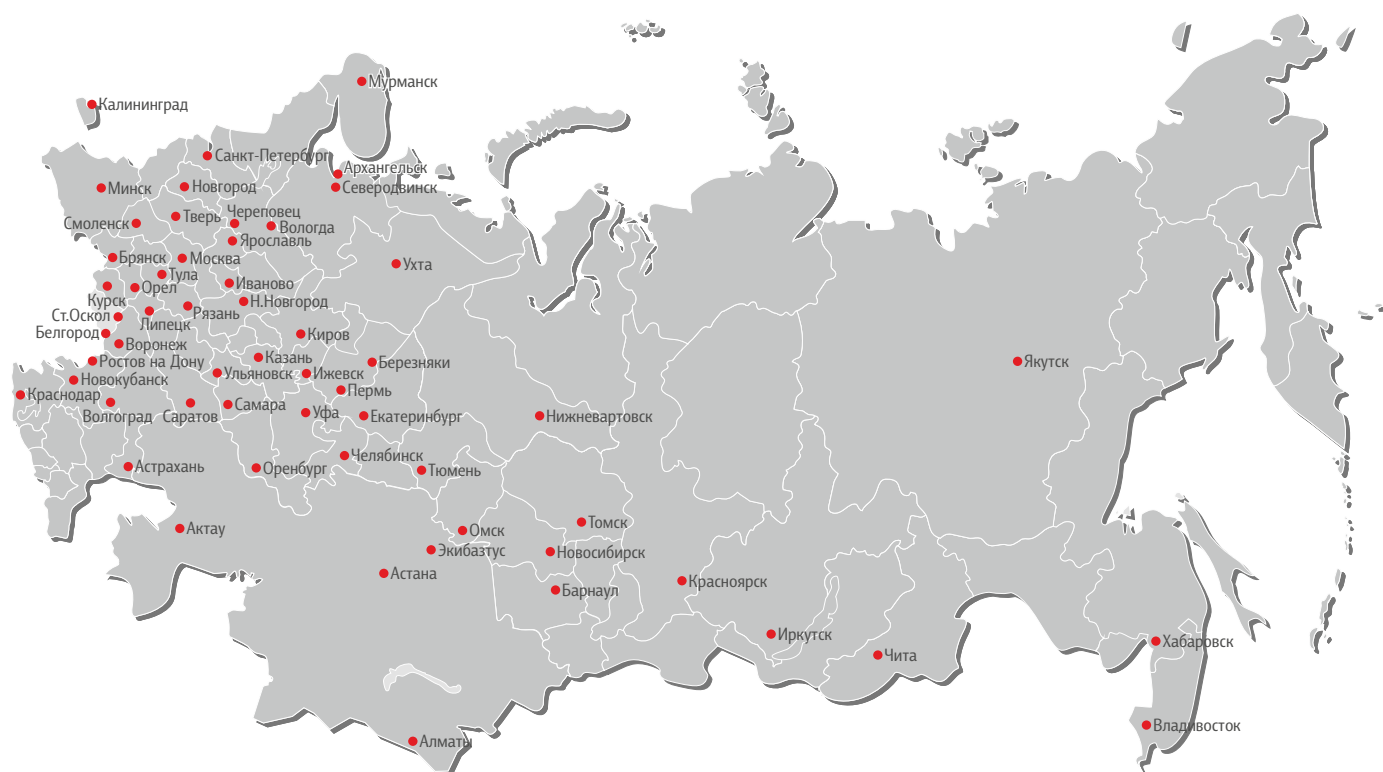 Мурманск
Калининград
Санкт-Петербург
Архангельск
Северодвинск
Минск
Новгород
Смоленск
Тверь
Череповец
Вологда
Ярославль
Брянск
Москва
Ухта
Тула
Орел
Иваново
Курск
Н.Новгород
Рязань
Ст.Оскол
Липецк
Белгород
Воронеж
Киров
Ростов на Дону
Казань
Березняки
Якутск
Новокубанск
Ульяновск
Ижевск
Краснодар
Пермь
Волгоград
Саратов
Самара
Уфа
Екатеринбург
Нижневартовск
Астрахань
Оренбург
Челябинск
Тюмень
Актау
Омск
Томск
Экибазтус
Новосибирск
Астана
Барнаул
Красноярск
Иркутск
Чита
Хабаровск
Владивосток
Алматы